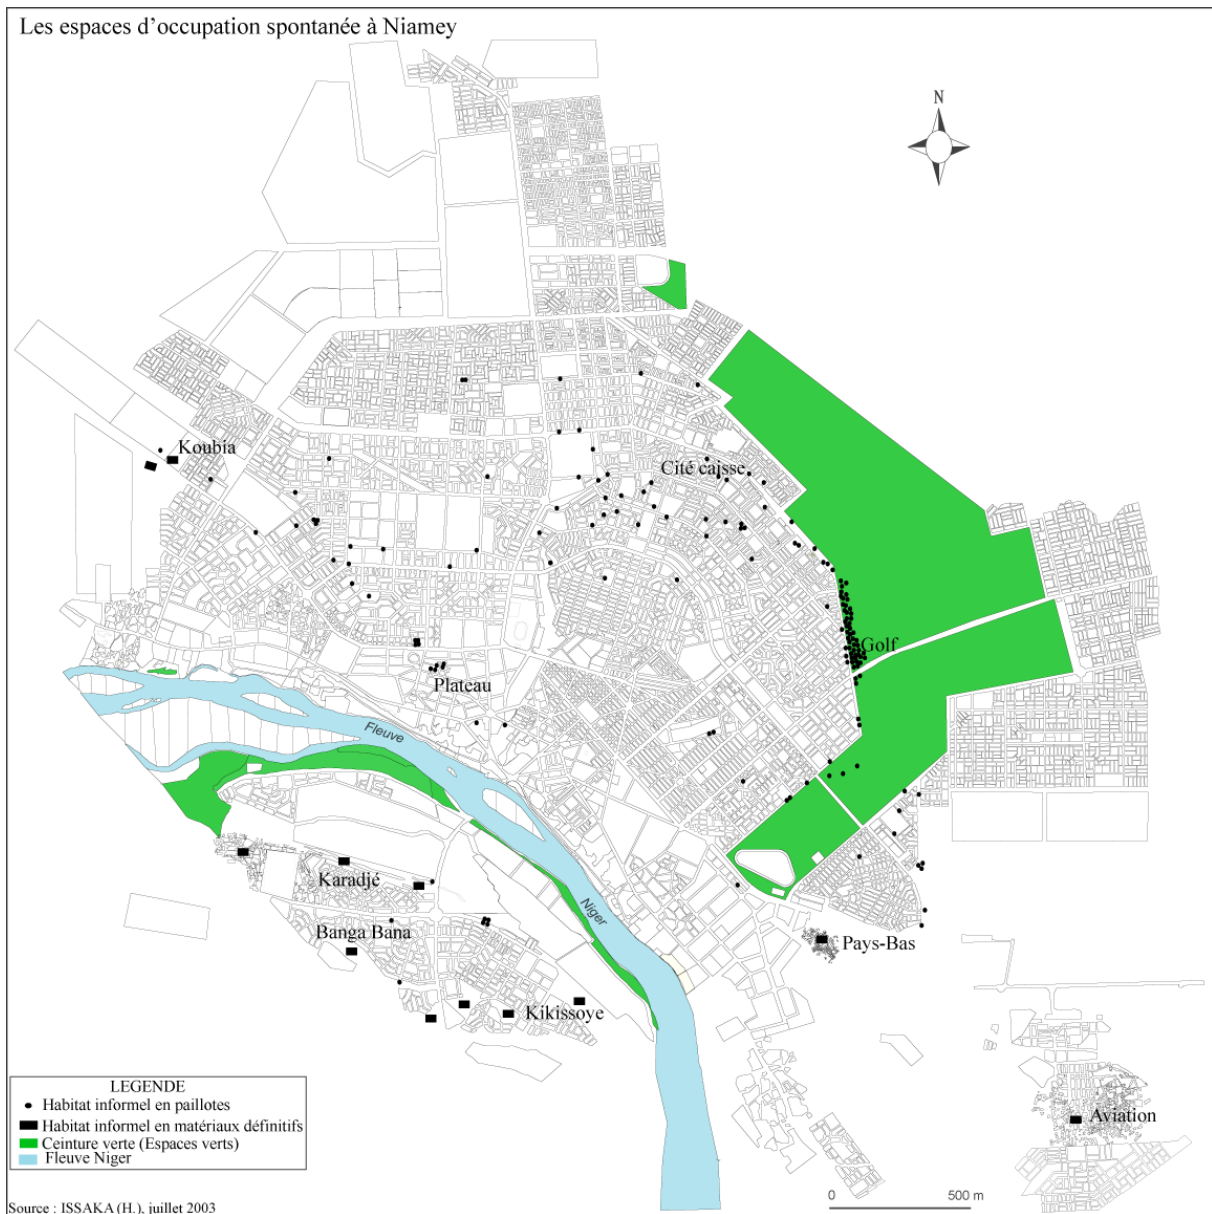 Les espaces d'occupation spontanée à Niamey
N
Koubia
Cité caisse
Golf
Plateau
Fleuve
Karadjé
Niger
Banga Bana
Pays-Bas
Kikissoye
Aviation
LEGENDE
Habitat informel en paillotes
Habitat informel en matériaux définitifs
Ceinture verte (Espaces verts)
Fleuve Niger
0 500 m
Source : ISSAKA (H.), juillet 2003